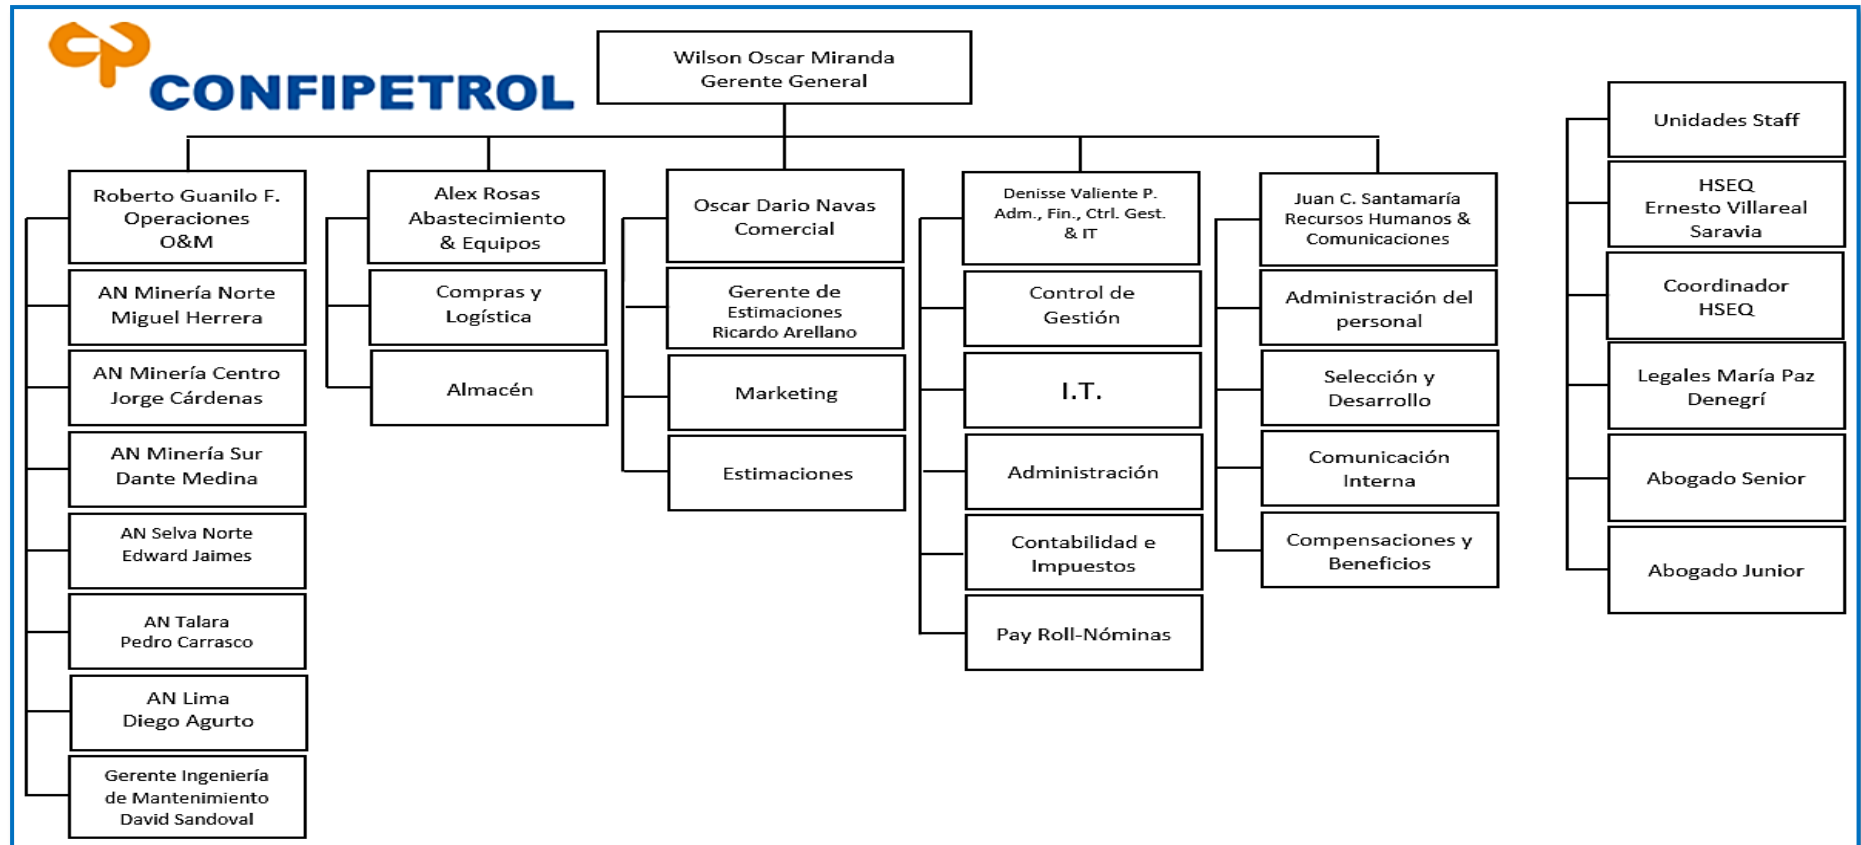 CONFIPETROL
Wilson Oscar Miranda
Gerente General
Roberto Guanilo F.
Operaciones
O&M
AN Minería Norte
Miguel Herrera
AN Minería Centro
Jorge Cárdenas
AN Minería Sur
Dante Medina
AN Selva Norte
Edward Jaimes
AN Talara
Pedro Carrasco
AN Lima
Diego Agurto
Gerente Ingeniería
de Mantenimiento
David Sandoval
Alex Rosas
Abastecimiento
& Equipos
Compras y
Logística
Almacén
Oscar Dario Navas
Comercial
Gerente de
Estimaciones
Ricardo Arellano
Marketing
Estimaciones
Denisse Valiente P.
Adm., Fin., Ctrl. Gest.
& IT
Control de
Gestión
I.T.
Administración
Contabilidad e
Impuestos
Pay Roll-Nóminas
Juan C. Santamaría
Recursos Humanos &
Comunicaciones
Administración del
personal
Selección y
Desarrollo
Comunicación
Interna
Compensaciones y
Beneficios
Unidades Staff
HSEQ
Ernesto Villareal
Saravia
Coordinador
HSEQ
Legales María Paz
Denegrí
Abogado Senior
Abogado Junior